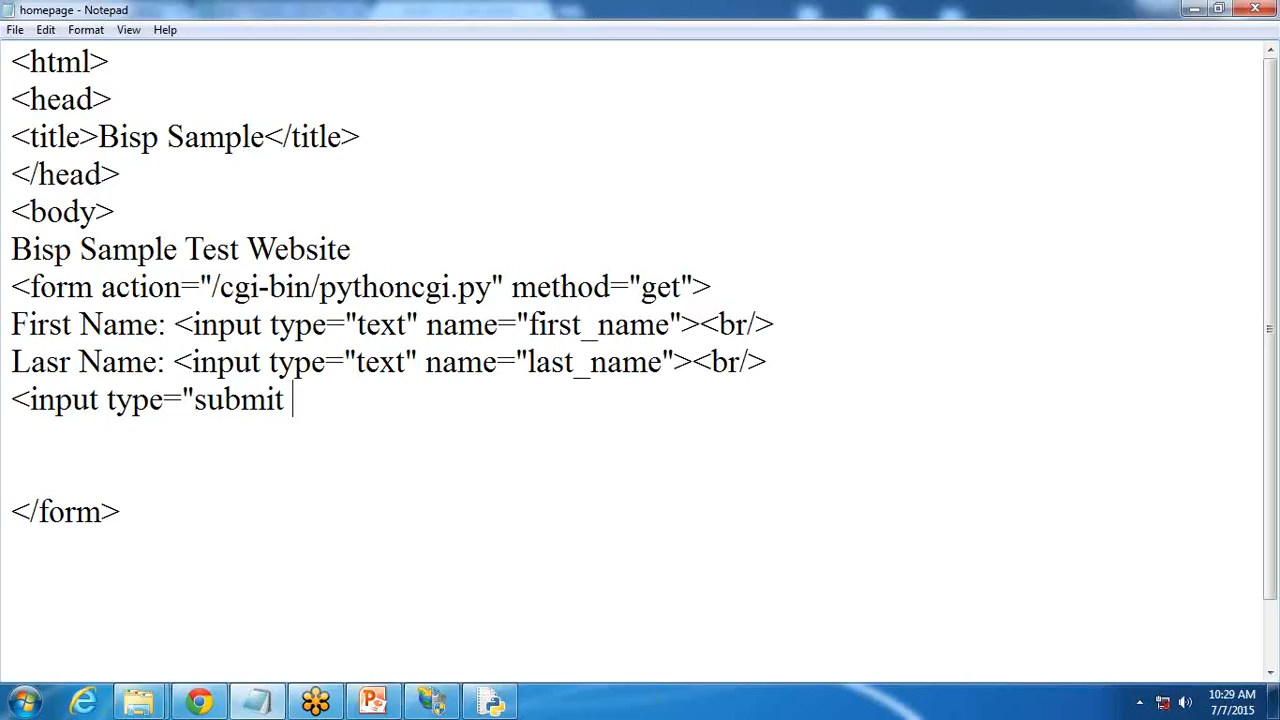 homepage - Notepad
File Edit Format View Help
<html>
<head>
<title>Bisp Sample</title>
</head>
<body>
Bisp Sample Test Website
<form action="/cgi-bin/pythoncgi.py" method="get">
First Name: <input type="text" name="first_name"><br/>
Lasr Name: <input type="text" name="last_name"><br/>
<input type="submit
</form>
10:29 AM
7/7/2015